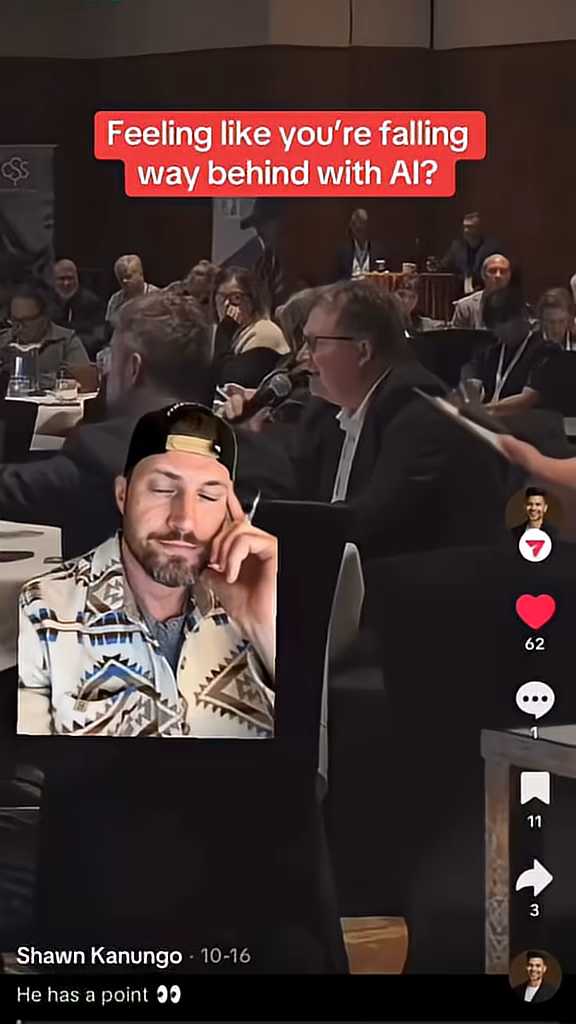 Feeling like you're falling
way behind with AI?
62
1
11
3
Shawn Kanungo · 10-16
He has a point 👀